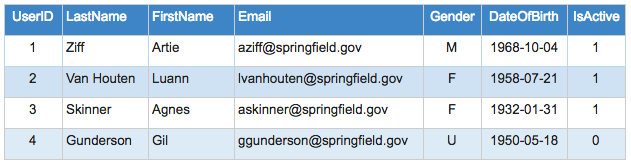 UserID LastName FirstName Email Gender DateOfBirth IsActive
1 Ziff Artie aziff@springfield.gov M 1968-10-04 1
2 Van Houten Luann lvanhouten@springfield.gov F 1958-07-21 1
3 Skinner Agnes askinner@springfield.gov F 1932-01-31 1
4 Gunderson Gil ggunderson@springfield.gov U 1950-05-18 0